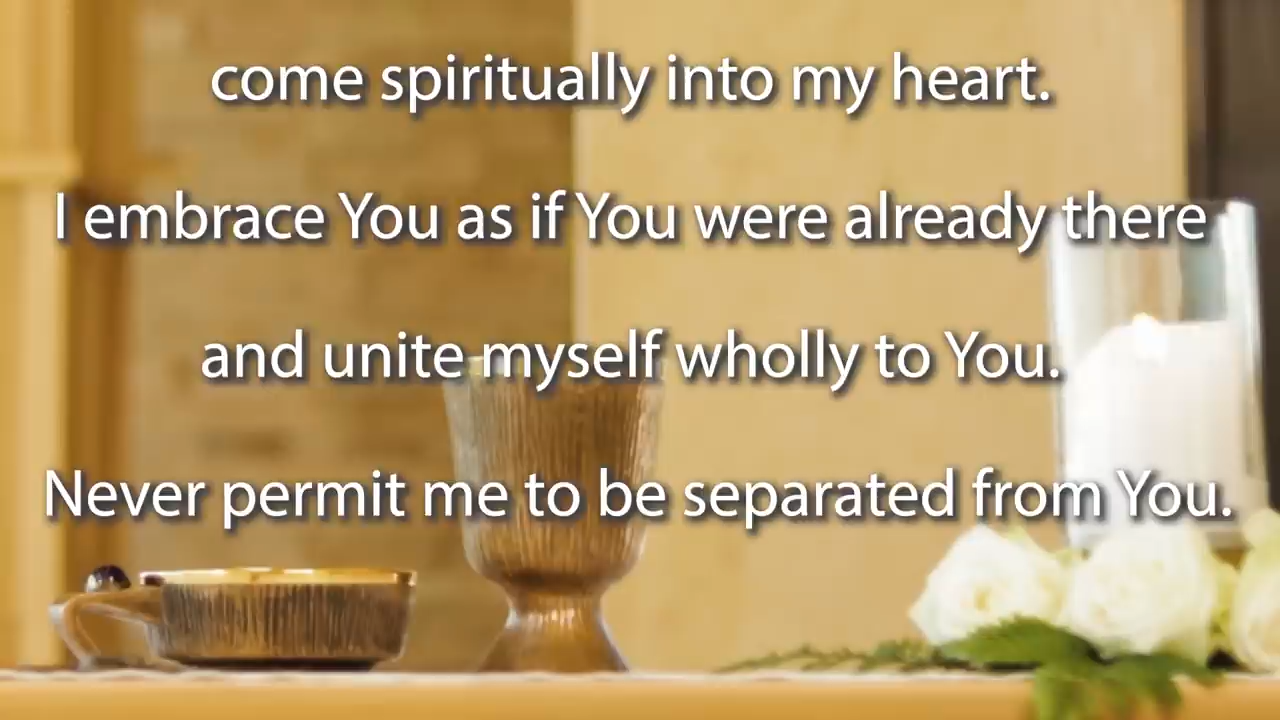 come spiritually into my heart.
I embrace You as if You were already there
and unite myself wholly to You.
Never permit me to be separated from You.